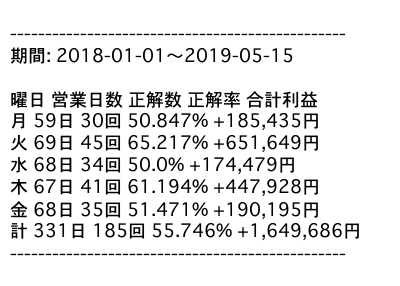 ------------------------------------------------
期間: 2018-01-01〜2019-05-15
曜日 営業日数 正解数 正解率 合計利益
月 59日 30回 50.847% +185,435円
火 69日 45回 65.217% +651,649円
水 68日 34回 50.0% +174,479円
木 67日 41回 61.194% +447,928円
金 68日 35回 51.471% +190,195円
計 331日 185回 55.746% +1,649,686円
------------------------------------------------